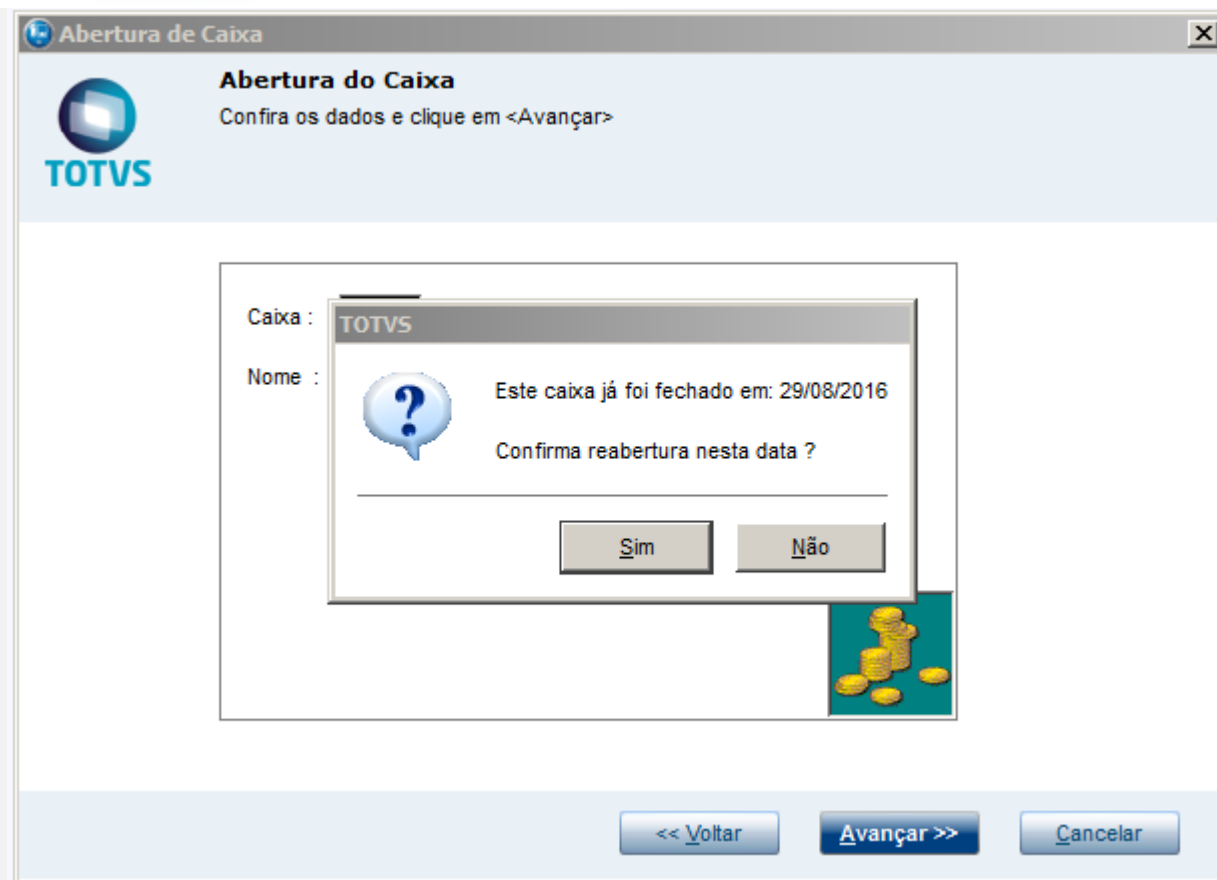 Abertura de Caixa
Abertura do Caixa
Confira os dados e clique em <Avançar>
TOTVS
Caixa :
Nome :
TOTVS
Este caixa já foi fechado em: 29/08/2016
Confirma reabertura nesta data ?
Sim
Não
<< Voltar
Avançar >>
Cancelar